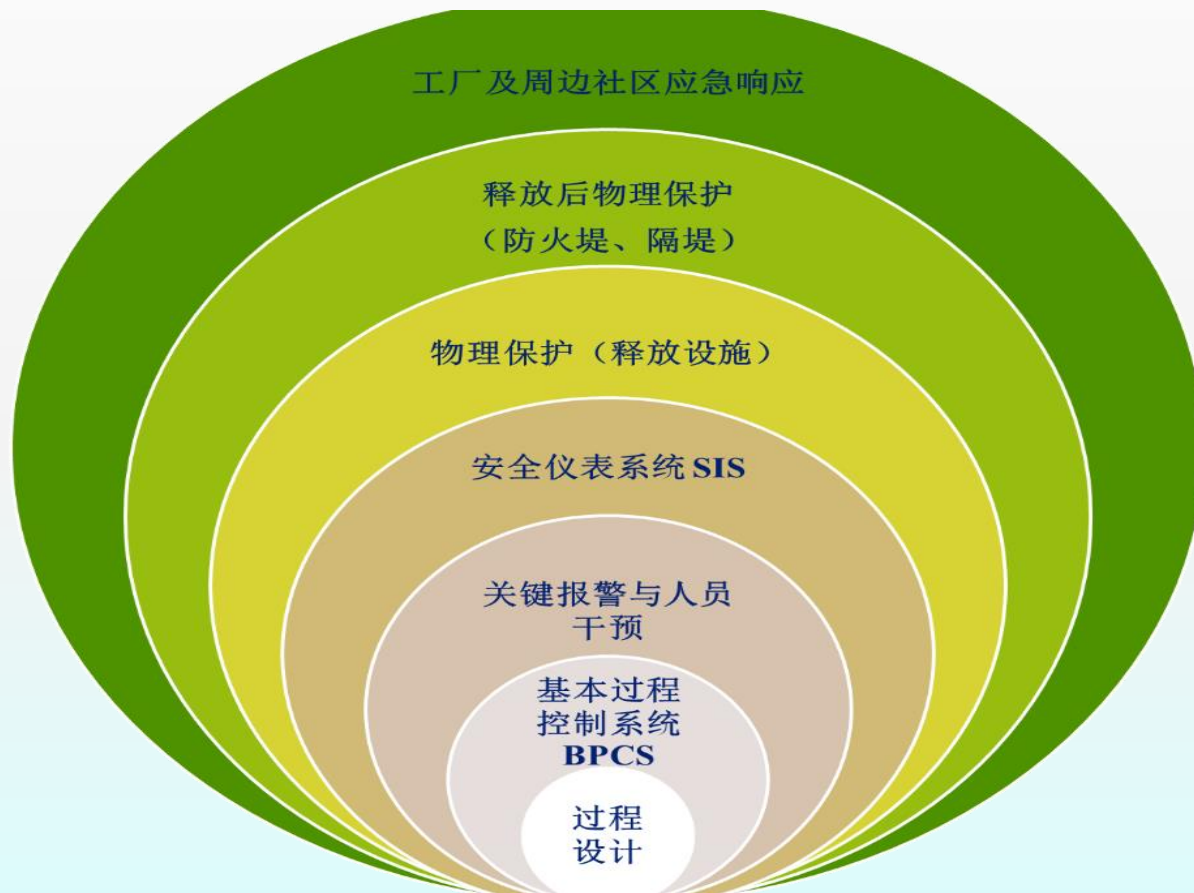 工厂及周边社区应急响应
释放后物理保护
（防火堤、隔堤）
物理保护（释放设施）
安全仪表系统SIS
关键报警与人员
干预
基本过程
控制系统
BPCS
过程
设计